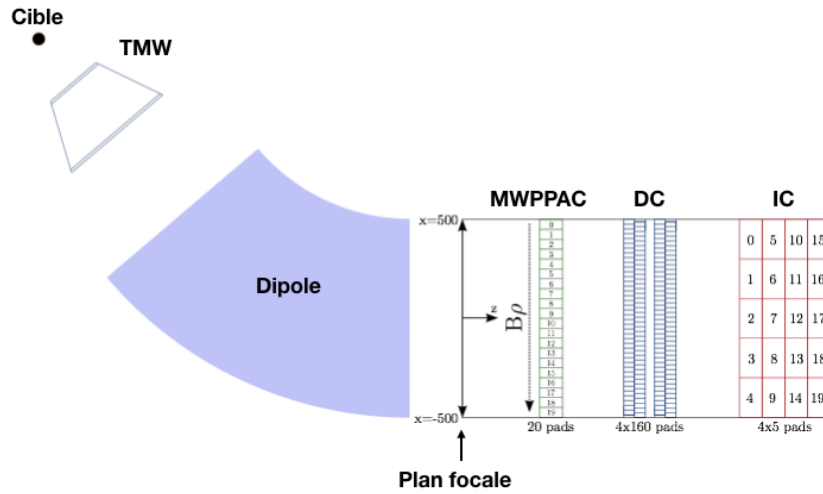 Cible
TMW
Dipole
MWPPAC
DC
IC
x=500
x=-500
z
Bρ
0
1
2
3
4
5
6
7
8
9
10
11
12
13
14
15
16
17
18
19
0 5 10 15
1 6 11 16
2 7 12 17
3 8 13 18
4 9 14 19
20 pads
4x160 pads
4x5 pads
Plan focale